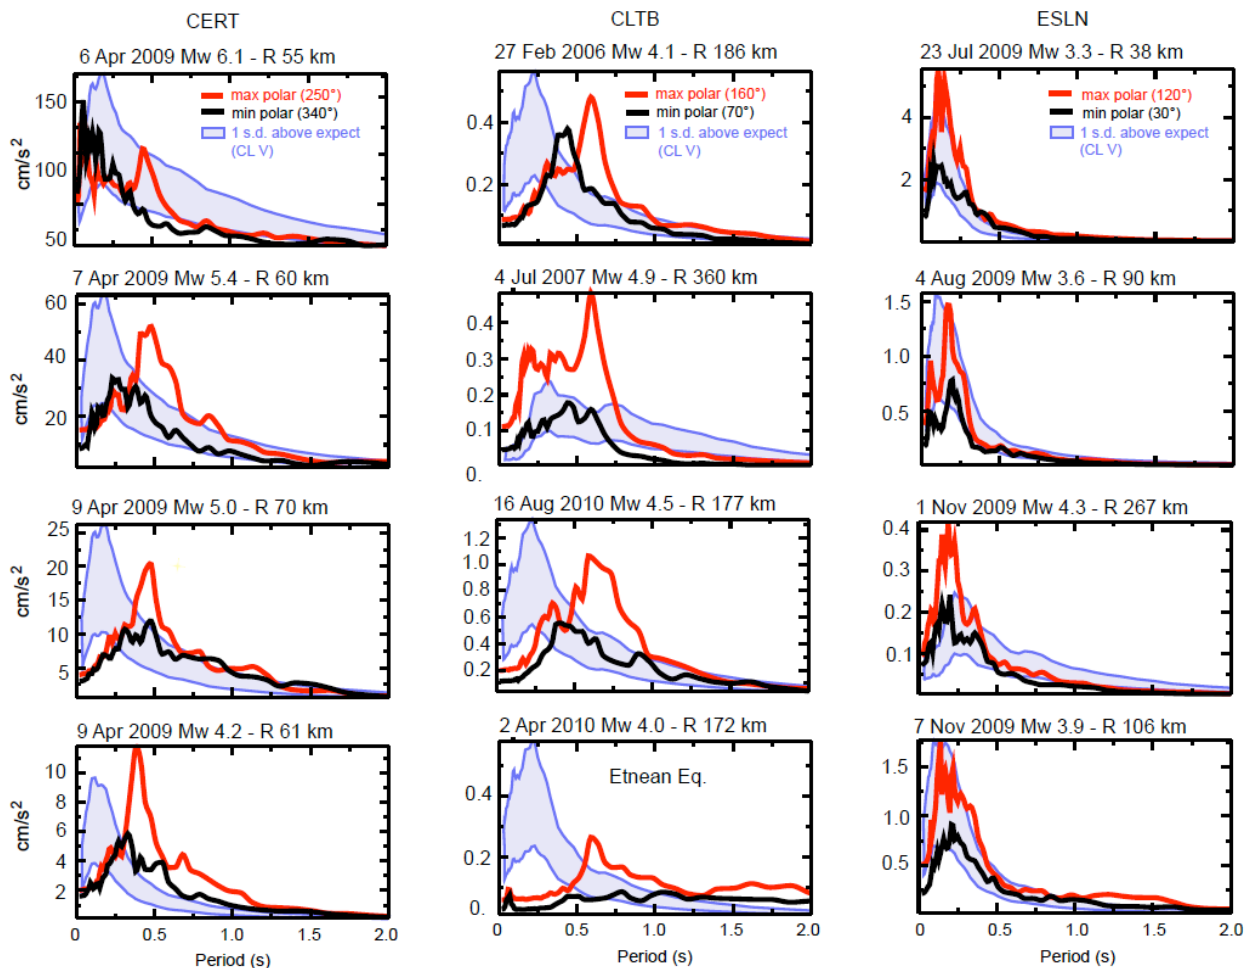 CERT
CLTB
ESLN
6 Apr 2009 Mw 6.1 - R 55 km
27 Feb 2006 Mw 4.1 - R 186 km
23 Jul 2009 Mw 3.3 - R 38 km
max polar (250°)
min polar (340°)
1 s.d. above expect
(CL V)
150
100
50
cm/s²
max polar (160°)
min polar (70°)
1 s.d. above expect
(CL V)
0.4
0.2
max polar (120°)
min polar (30°)
1 s.d. above expect
(CL V)
4
2
7 Apr 2009 Mw 5.4 - R 60 km
4 Jul 2007 Mw 4.9 - R 360 km
4 Aug 2009 Mw 3.6 - R 90 km
60
40
20
cm/s²
0.4
0.3
0.2
0.1
0.
1.5
1.0
0.5
9 Apr 2009 Mw 5.0 - R 70 km
16 Aug 2010 Mw 4.5 - R 177 km
1 Nov 2009 Mw 4.3 - R 267 km
25
20
15
10
5
cm/s²
1.2
1.0
0.8
0.6
0.4
0.2
0.4
0.3
0.2
0.1
9 Apr 2009 Mw 4.2 - R 61 km
2 Apr 2010 Mw 4.0 - R 172 km
7 Nov 2009 Mw 3.9 - R 106 km
10
8
6
4
2
cm/s²
Etnean Eq.
0.4
0.2
0.
1.5
1.0
0.5
0 0.5 1.0 1.5 2.0
0 0.5 1.0 1.5 2.0
0 0.5 1.0 1.5 2.0
Period (s)
Period (s)
Period (s)